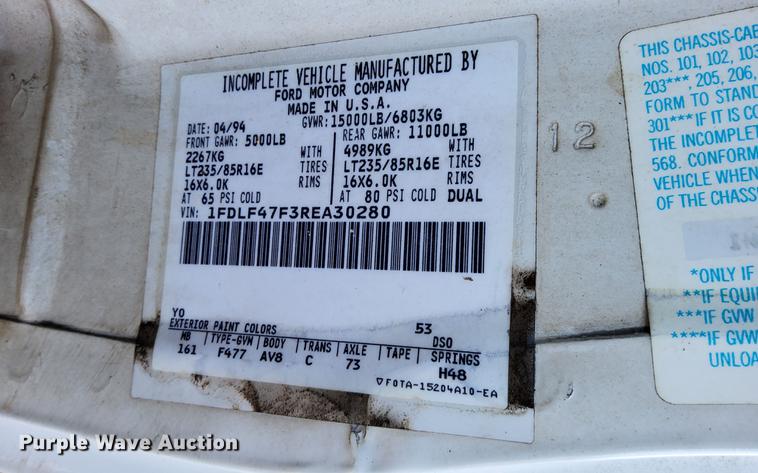 INCOMPLETE VEHICLE MANUFACTURED BY
FORD MOTOR COMPANY
MADE IN U.S.A.
DATE: 04/94 GVWR:15000LB/6803KG
FRONT GAWR: 5000LB REAR GAWR: 11000LB
2267KG WITH 4989KG WITH
LT235/85R16E TIRES LT235/85R16E TIRES
16X6.0K RIMS 16X6.0K RIMS
AT 65 PSI COLD AT 80 PSI COLD DUAL
VIN: 1FDLF47F3REA30280
YO
EXTERIOR PAINT COLORS 53 DSO
WB TYPE-GVW BODY TRANS AXLE TAPE SPRINGS
161 F477 AV8 C 73 H48
F0TA-15204A10-EA
12
THIS CHASSIS-CAB
NOS. 101, 102, 103
203***, 205, 206,
FORM TO STAND
301***IF IT IS CO
THE INCOMPLET
568. CONFORM
VEHICLE WHEN
OF THE CHASS
*ONLY IF
**IF EQUI
***IF GVW
****IF GVW
UNLOA
Purple Wave Auction